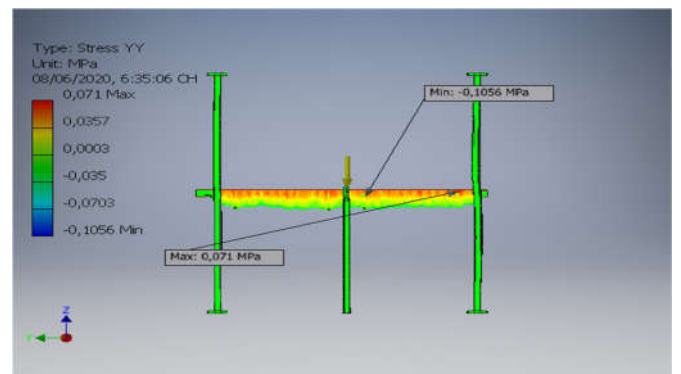 Type: Stress YY
Unit: MPa
08/06/2020, 6:35:06 CH
0,071 Max
0,0357
0,0003
-0,035
-0,0703
-0,1056 Min
Min: -0,1056 MPa
Max: 0,071 MPa
Z
Y